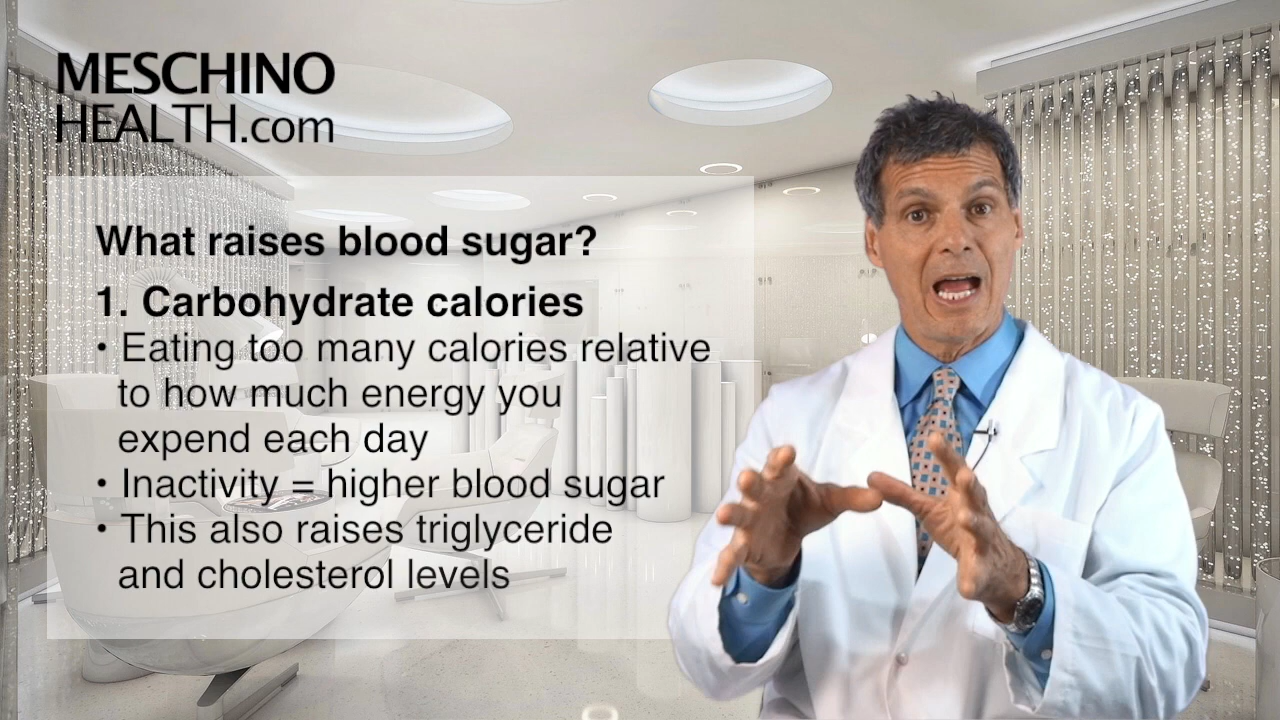 MESCHINO
HEALTH.com
What raises blood sugar?
1. Carbohydrate calories
• Eating too many calories relative
to how much energy you
expend each day
• Inactivity = higher blood sugar
• This also raises triglyceride
and cholesterol levels